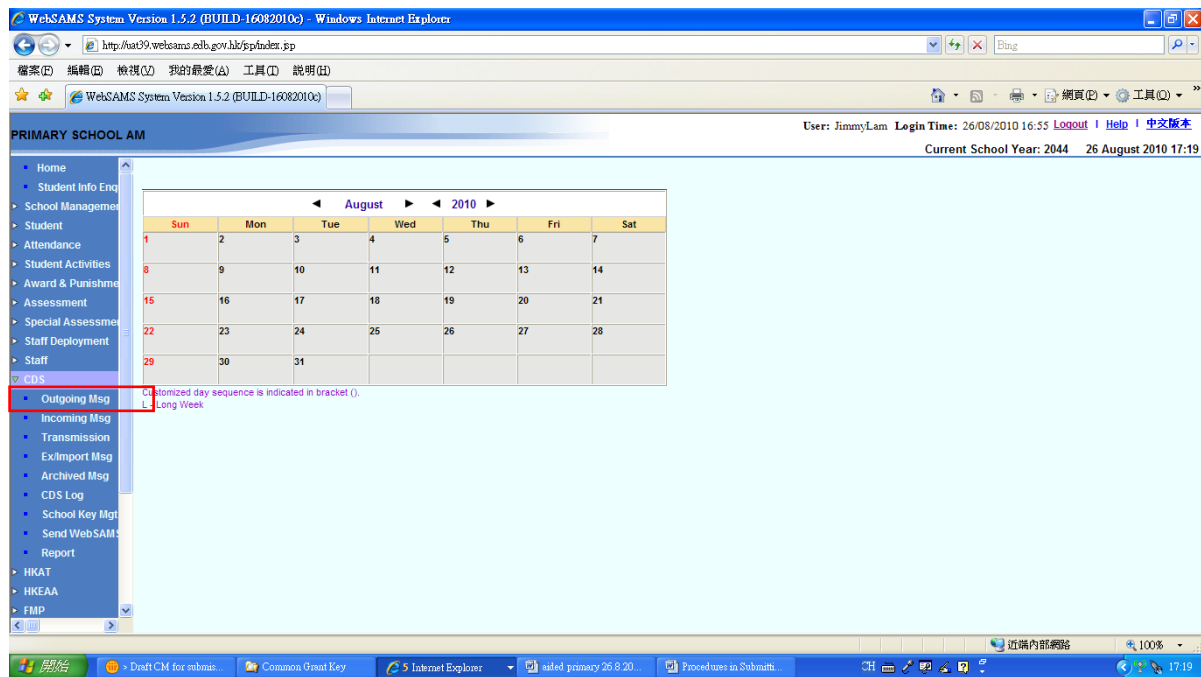 WebSAMS System Version 1.5.2 (BUILD-16082010c) - Windows Internet Explorer
http://uat39.websams.edb.gov.hk/jsp/index.jsp
Bing
檔案(F) 編輯(E) 檢視(V) 我的最愛(A) 工具(T) 說明(H)
WebSAMS System Version 1.5.2 (BUILD-16082010c)
網頁(P) 工具(O) »
PRIMARY SCHOOL AM
User: JimmyLam Login Time: 26/08/2010 16:55 Logout | Help | 中文版本
Current School Year: 2044 26 August 2010 17:19
Home
Student Info Enq
School Managemen
Student
Attendance
Student Activities
Award & Punishme
Assessment
Special Assessmen
Staff Deployment
Staff
CDS
Outgoing Msg
Incoming Msg
Transmission
Ex/Import Msg
Archived Msg
CDS Log
School Key Mgt
Send WebSAMS
Report
HKAT
HKEAA
FMP
◄ August ► ◄ 2010 ►
Sun Mon Tue Wed Thu Fri Sat
1 2 3 4 5 6 7
8 9 10 11 12 13 14
15 16 17 18 19 20 21
22 23 24 25 26 27 28
29 30 31
Customized day sequence is indicated in bracket ().
L - Long Week
近端內部網路 100%
開始 > Draft CM for submis... Common Grant Key 5 Internet Explorer aided primary 26.8.20... Procedures in Submitti... CH 17:19